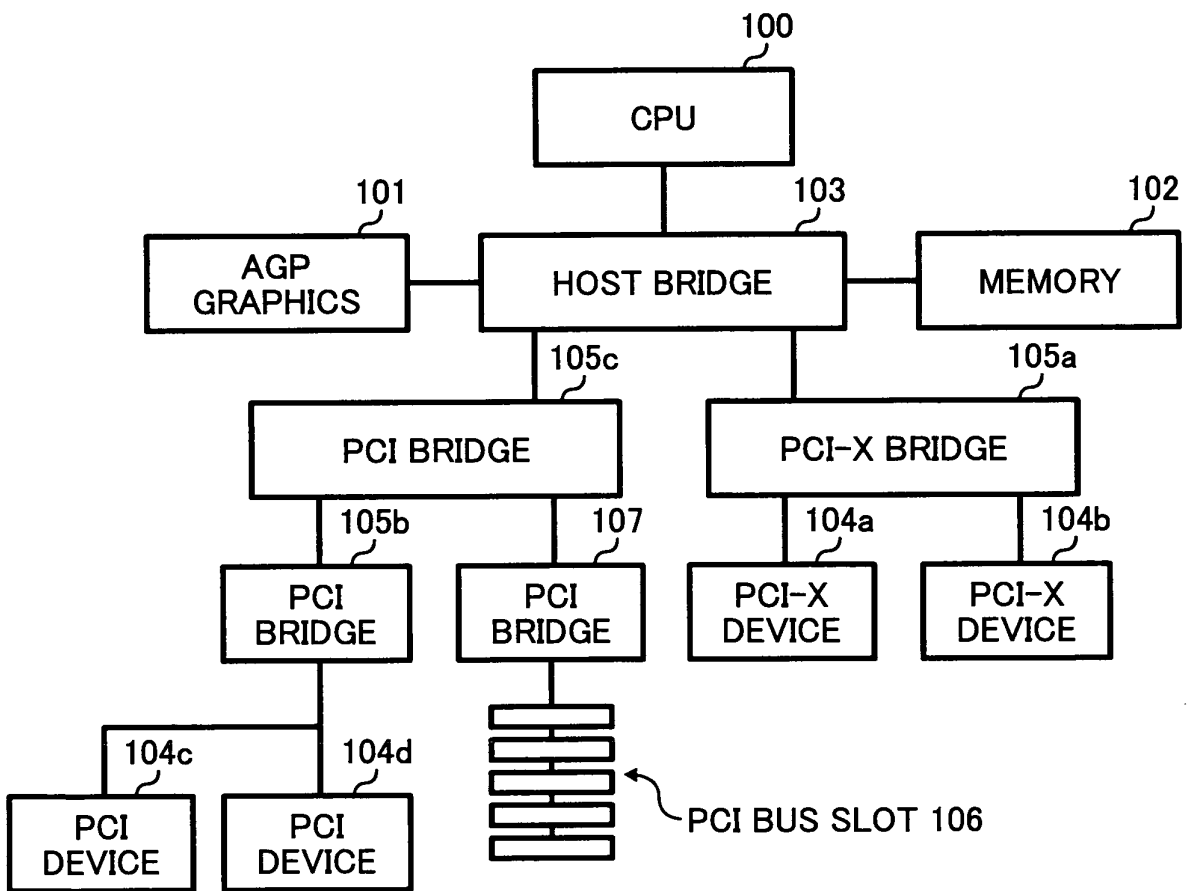 100
CPU
101
103
102
AGP
GRAPHICS
HOST BRIDGE
MEMORY
105c
105a
PCI BRIDGE
PCI-X BRIDGE
105b
107
104a
104b
PCI
BRIDGE
PCI
BRIDGE
PCI-X
DEVICE
PCI-X
DEVICE
104c
104d
PCI
DEVICE
PCI
DEVICE
PCI BUS SLOT 106